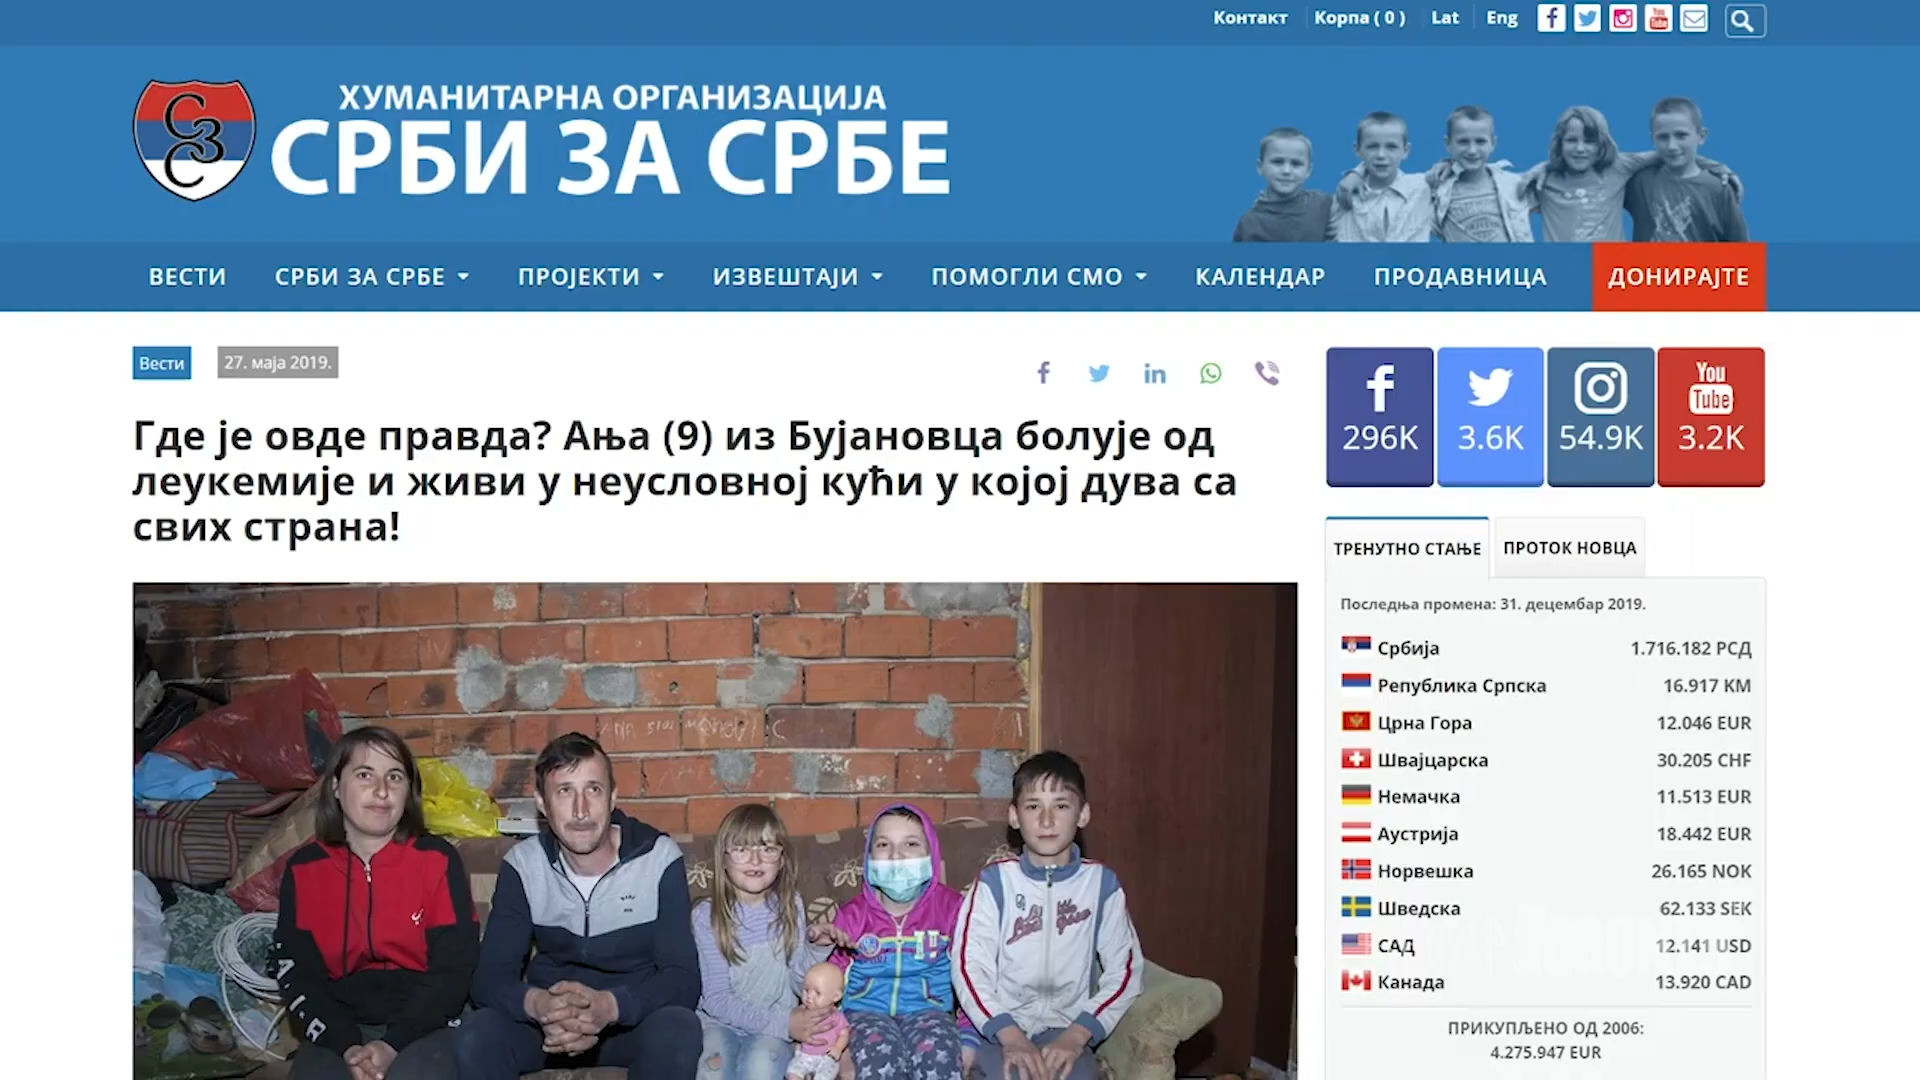 Контакт Корпа ( 0 ) Lat Eng
ХУМАНИТАРНА ОРГАНИЗАЦИЈА
СРБИ ЗА СРБЕ
ВЕСТИ СРБИ ЗА СРБЕ ПРОЈЕКТИ ИЗВЕШТАЈИ ПОМОГЛИ СМО КАЛЕНДАР ПРОДАВНИЦА ДОНИРАЈТЕ
Вести 27. маја 2019.
Где је овде правда? Ања (9) из Бујановца болује од
леукемије и живи у неусловној кући у којој дува са
свих страна!
296K 3.6K 54.9K You Tube 3.2K
ТРЕНУТНО СТАЊЕ ПРОТОК НОВЦА
Последња промена: 31. децембар 2019.
Србија 1.716.182 РСД
Република Српска 16.917 KM
Црна Гора 12.046 EUR
Швајцарска 30.205 CHF
Немачка 11.513 EUR
Аустрија 18.442 EUR
Норвешка 26.165 NOK
Шведска 62.133 SEK
САД 12.141 USD
Канада 13.920 CAD
ПРИКУПЉЕНО ОД 2006:
4.275.947 EUR